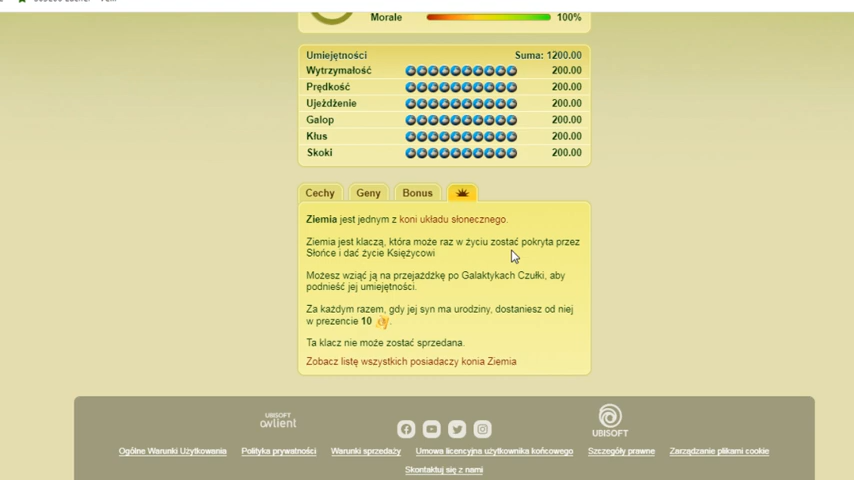 Morale 100%
Umiejętności Suma: 1200.00
Wytrzymałość 200.00
Prędkość 200.00
Ujeżdżenie 200.00
Galop 200.00
Kłus 200.00
Skoki 200.00
Cechy Geny Bonus
Ziemia jest jednym z koni układu słonecznego.
Ziemia jest klaczą, która może raz w życiu zostać pokryta przez
Słońce i dać życie Księżycowi
Możesz wziąć ją na przejażdżkę po Galaktykach Czułki, aby
podnieść jej umiejętności.
Za każdym razem, gdy jej syn ma urodziny, dostaniesz od niej
w prezencie 10
Ta klacz nie może zostać sprzedana.
Zobacz listę wszystkich posiadaczy konia Ziemia
UBISOFT
owlient
UBISOFT
Ogólne Warunki Użytkowania Polityka prywatności Warunki sprzedaży Umowa licencyjna użytkownika końcowego Szczegóły prawne Zarządzanie plikami cookie
Skontaktuj się z nami